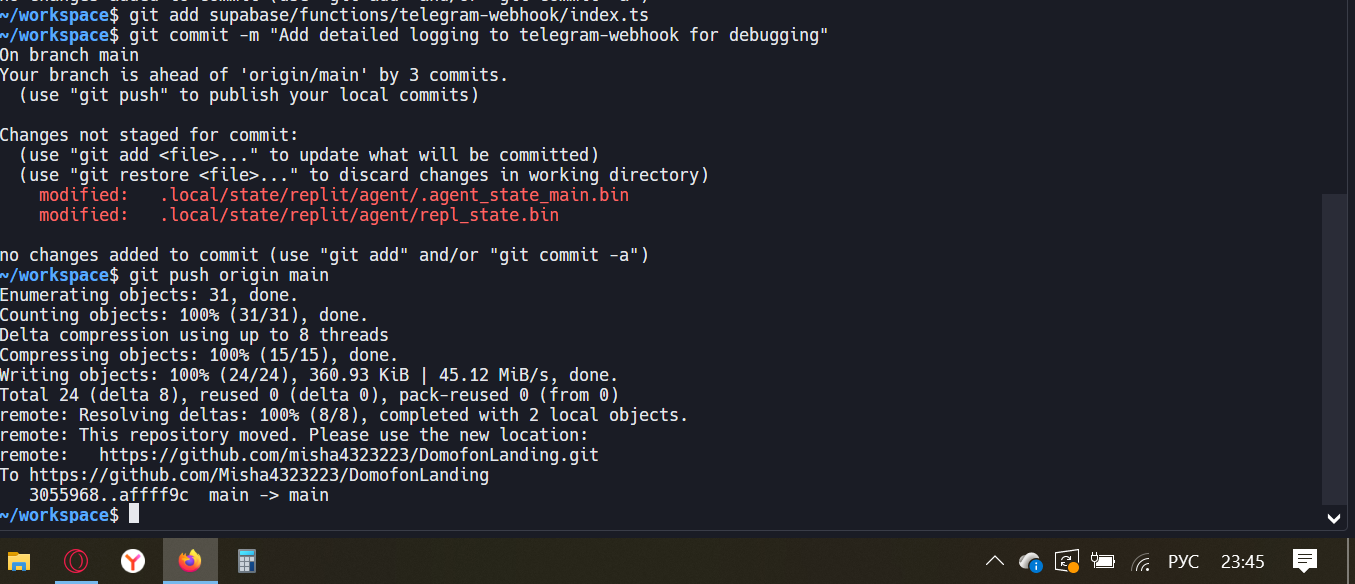 ~/workspace$ git add supabase/functions/telegram-webhook/index.ts
~/workspace$ git commit -m "Add detailed logging to telegram-webhook for debugging"
On branch main
Your branch is ahead of 'origin/main' by 3 commits.
  (use "git push" to publish your local commits)

Changes not staged for commit:
  (use "git add <file>..." to update what will be committed)
  (use "git restore <file>..." to discard changes in working directory)
    modified:   .local/state/replit/agent/.agent_state_main.bin
    modified:   .local/state/replit/agent/repl_state.bin

no changes added to commit (use "git add" and/or "git commit -a")
~/workspace$ git push origin main
Enumerating objects: 31, done.
Counting objects: 100% (31/31), done.
Delta compression using up to 8 threads
Compressing objects: 100% (15/15), done.
Writing objects: 100% (24/24), 360.93 KiB | 45.12 MiB/s, done.
Total 24 (delta 8), reused 0 (delta 0), pack-reused 0 (from 0)
remote: Resolving deltas: 100% (8/8), completed with 2 local objects.
remote: This repository moved. Please use the new location:
remote:   https://github.com/misha4323223/DomofonLanding.git
To https://github.com/Misha4323223/DomofonLanding
   3055968..affff9c  main -> main
~/workspace$
РУС 23:45